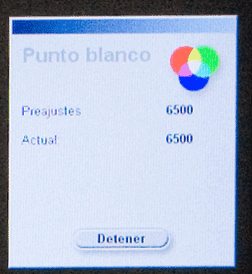 Punto blanco
Preajustes 6500
Actual 6500
Detener